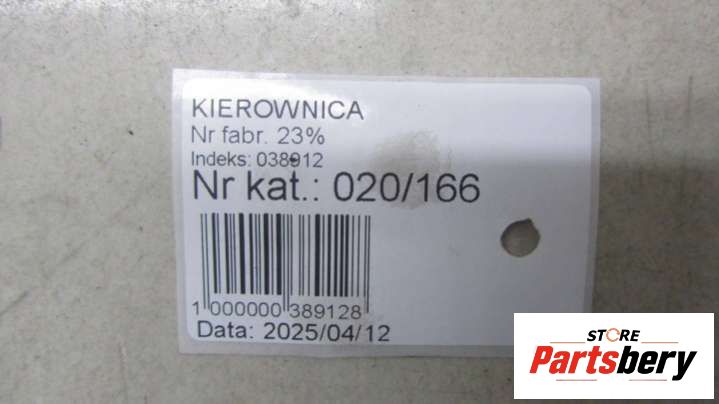 KIEROWNICA
Nr fabr. 23%
Indeks: 038912
Nr kat.: 020/166
1 000000 389128
Data: 2025/04/12
STORE
Partsbery